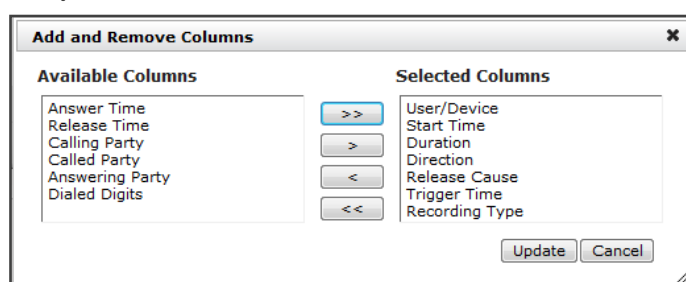 Add and Remove Columns
Available Columns
Answer Time
Release Time
Calling Party
Called Party
Answering Party
Dialed Digits
>>
>
<
<<
Selected Columns
User/Device
Start Time
Duration
Direction
Release Cause
Trigger Time
Recording Type
Update Cancel